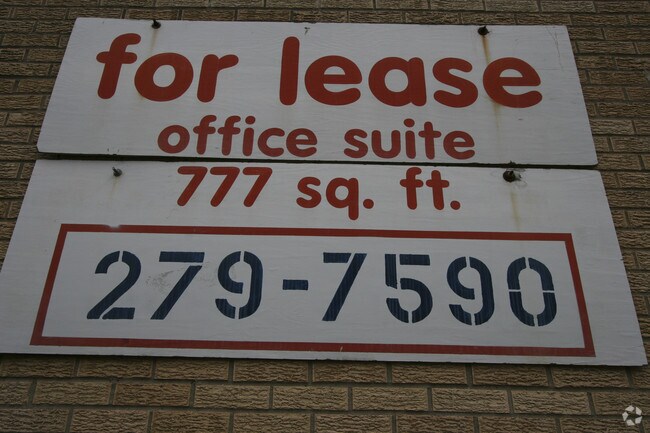 for lease
office suite
777 sq. ft.
279-7590